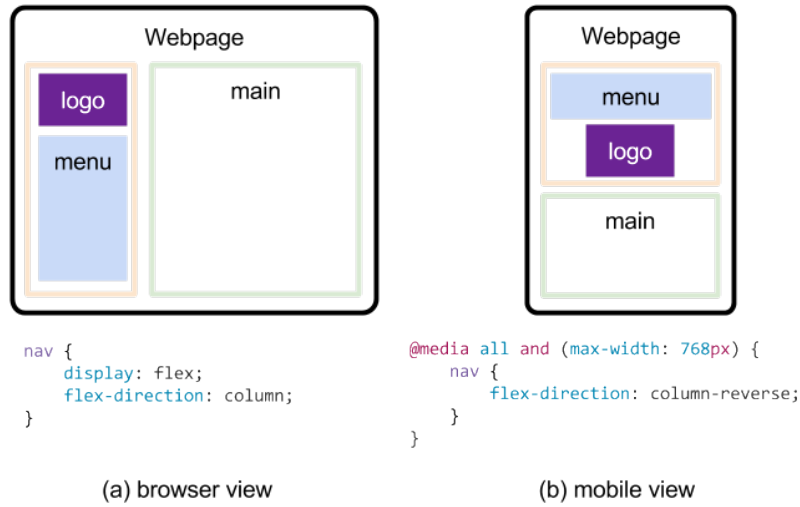 Webpage
logo
main
menu
nav {
    display: flex;
    flex-direction: column;
}
(a) browser view
Webpage
menu
logo
main
@media all and (max-width: 768px) {
    nav {
        flex-direction: column-reverse;
    }
}
(b) mobile view